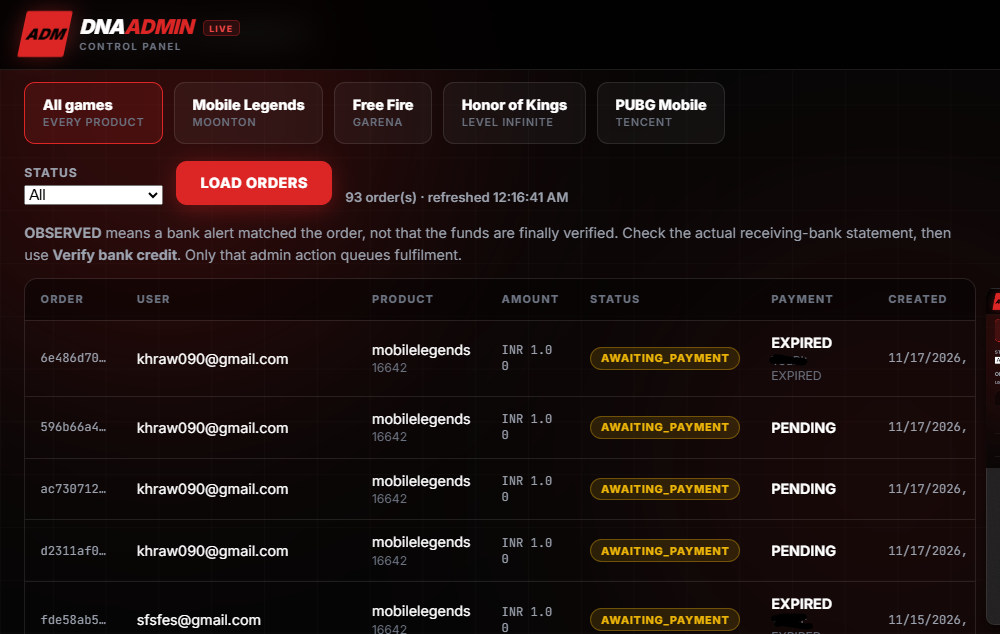 ADM
DNAADMIN LIVE
CONTROL PANEL
All games
EVERY PRODUCT
Mobile Legends
MOONTON
Free Fire
GARENA
Honor of Kings
LEVEL INFINITE
PUBG Mobile
TENCENT
STATUS
All
LOAD ORDERS
93 order(s) · refreshed 12:16:41 AM
OBSERVED means a bank alert matched the order, not that the funds are finally verified. Check the actual receiving-bank statement, then
use Verify bank credit. Only that admin action queues fulfilment.
ORDER USER PRODUCT AMOUNT STATUS PAYMENT CREATED
6e486d70… khraw090@gmail.com mobilelegends INR 1.0 AWAITING_PAYMENT EXPIRED 11/17/2026,
16642 0 EXPIRED
596b66a4… khraw090@gmail.com mobilelegends INR 1.0 AWAITING_PAYMENT PENDING 11/17/2026,
16642 0
ac730712… khraw090@gmail.com mobilelegends INR 1.0 AWAITING_PAYMENT PENDING 11/17/2026,
16642 0
d2311af0… khraw090@gmail.com mobilelegends INR 1.0 AWAITING_PAYMENT PENDING 11/17/2026,
16642 0
fde58ab5… sfsfes@gmail.com mobilelegends INR 1.0 AWAITING_PAYMENT EXPIRED 11/15/2026,
16642 0 EXPIRED